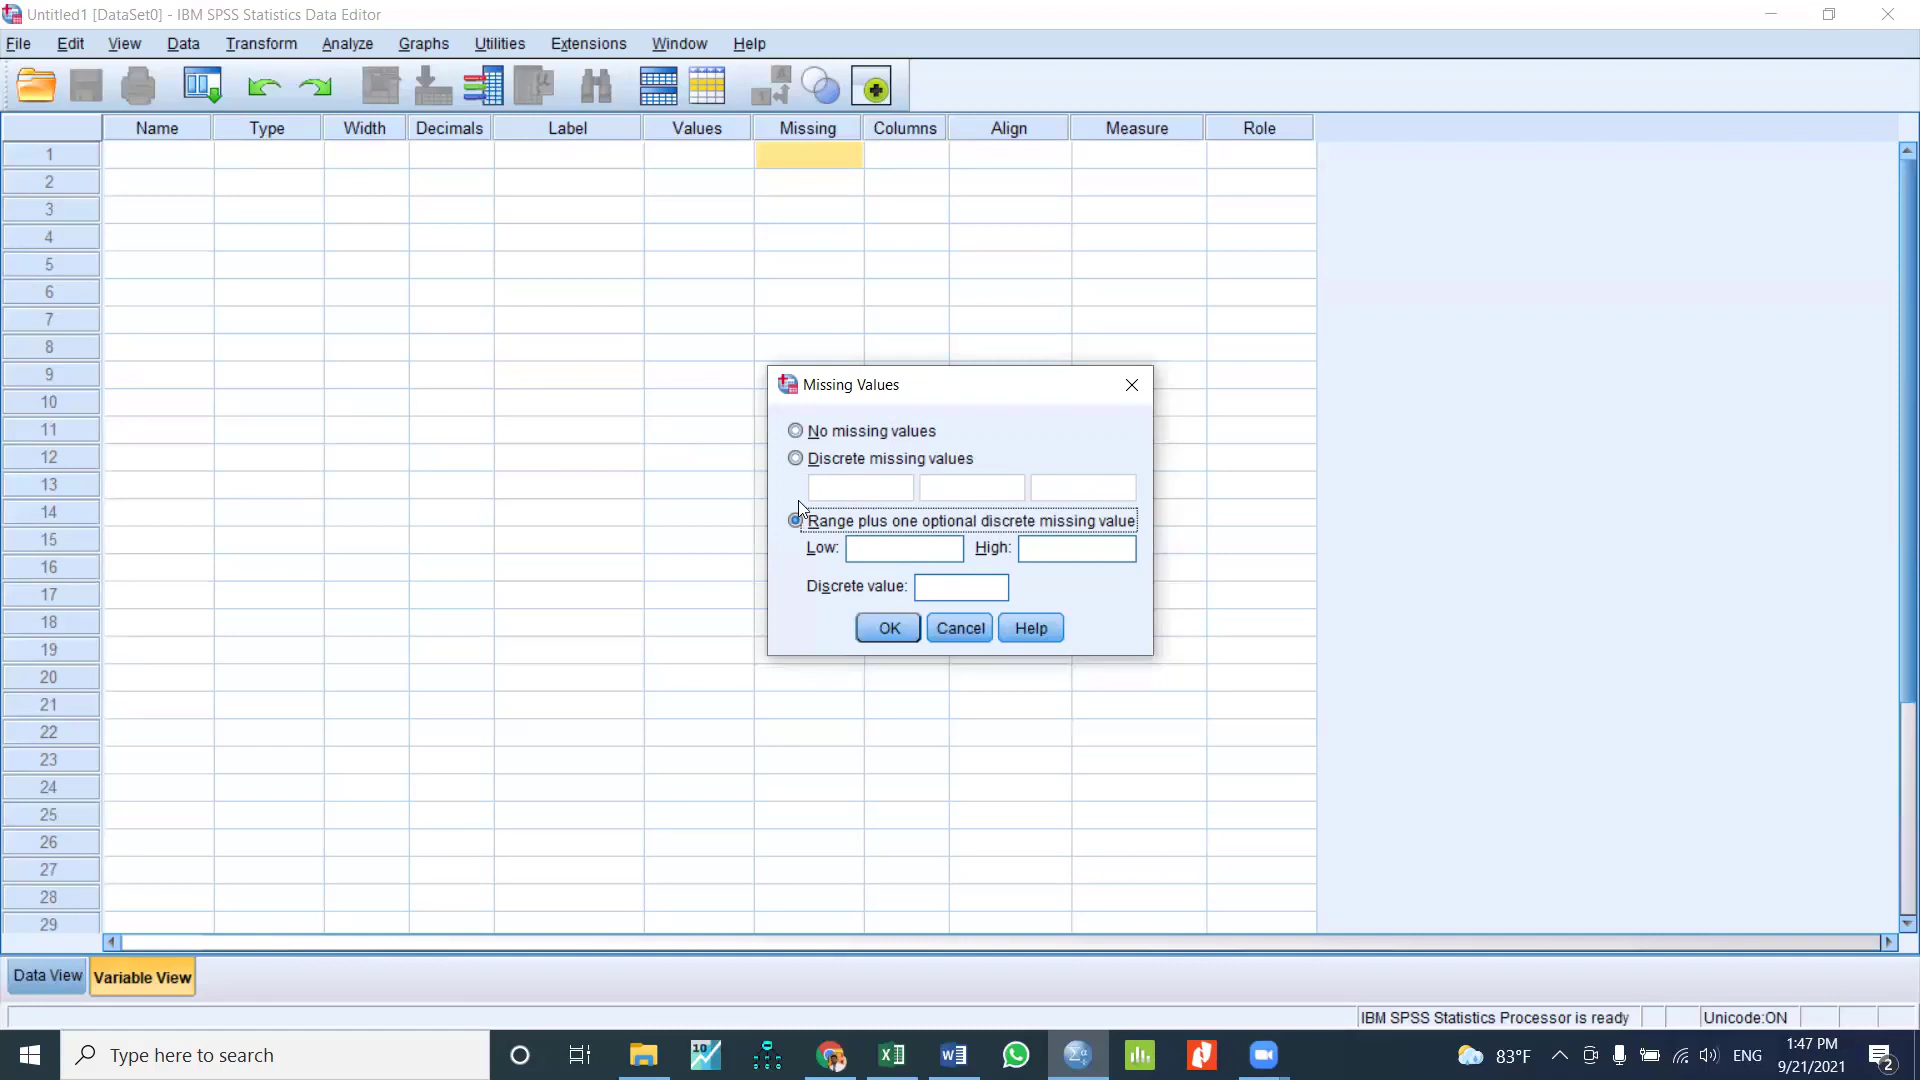 Untitled1 [DataSet0] - IBM SPSS Statistics Data Editor
File Edit View Data Transform Analyze Graphs Utilities Extensions Window Help
Name Type Width Decimals Label Values Missing Columns Align Measure Role
1
2
3
4
5
6
7
8
9
10
11
12
13
14
15
16
17
18
19
20
21
22
23
24
25
26
27
28
29
Missing Values
No missing values
Discrete missing values
Range plus one optional discrete missing value
Low: High:
Discrete value:
OK Cancel Help
Data View Variable View
IBM SPSS Statistics Processor is ready Unicode:ON
Type here to search
83°F ENG
1:47 PM
9/21/2021
2